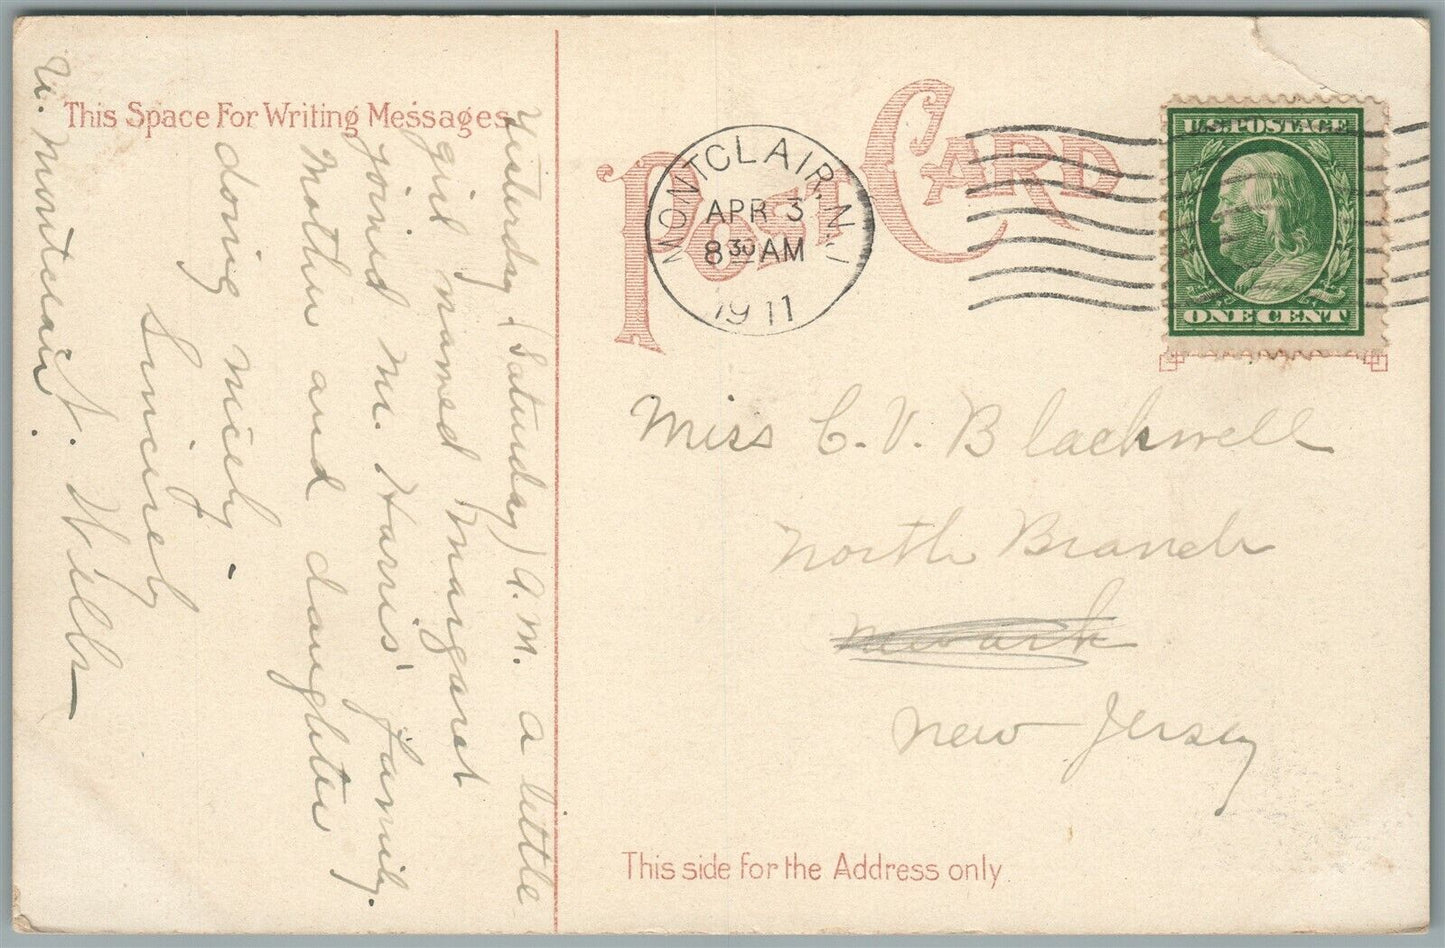 This Space For Writing Messages
POST CARD
MONTCLAIR, N.J.
APR 3
8 30 AM
1911
U.S. POSTAGE
ONE CENT
Yesterday (Saturday) A.M. a little
girl named Margaret
joined Mr. Harris' family.
Mother and daughter
doing nicely.
Sincerely
J. Wills
U. Montclair.
Miss C. V. Blackwell
North Branch
Newark
New Jersey
This side for the Address only